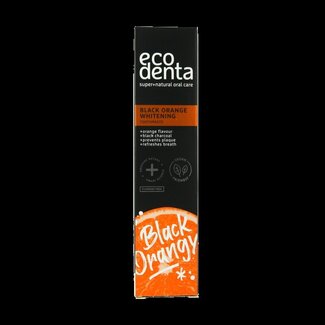 eco
denta
super+natural oral care
BLACK ORANGE
WHITENING
TOOTHPASTE
+orange flavour
+black charcoal
+prevents plaque
+refreshes breath
Black
Orangy